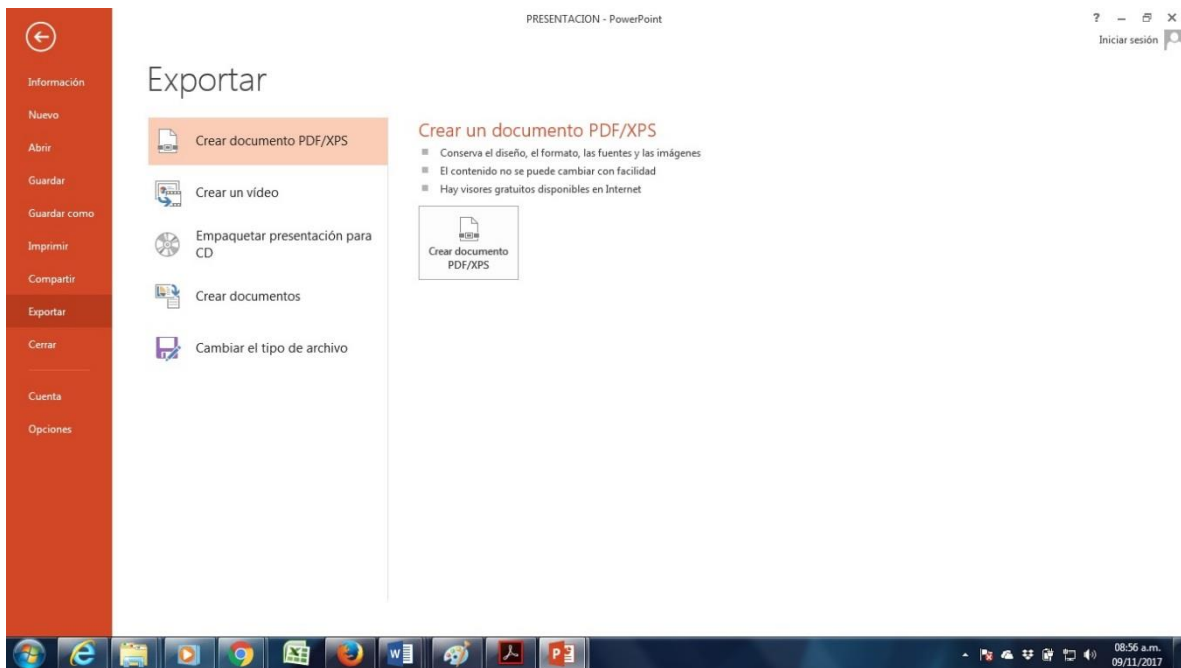 PRESENTACION - PowerPoint
?
Iniciar sesión
Información
Nuevo
Abrir
Guardar
Guardar como
Imprimir
Compartir
Exportar
Cerrar
Cuenta
Opciones
Exportar
Crear documento PDF/XPS
Crear un vídeo
Empaquetar presentación para
CD
Crear documentos
Cambiar el tipo de archivo
Crear un documento PDF/XPS
Conserva el diseño, el formato, las fuentes y las imágenes
El contenido no se puede cambiar con facilidad
Hay visores gratuitos disponibles en Internet
Crear documento
PDF/XPS
08:56 a.m.
09/11/2017